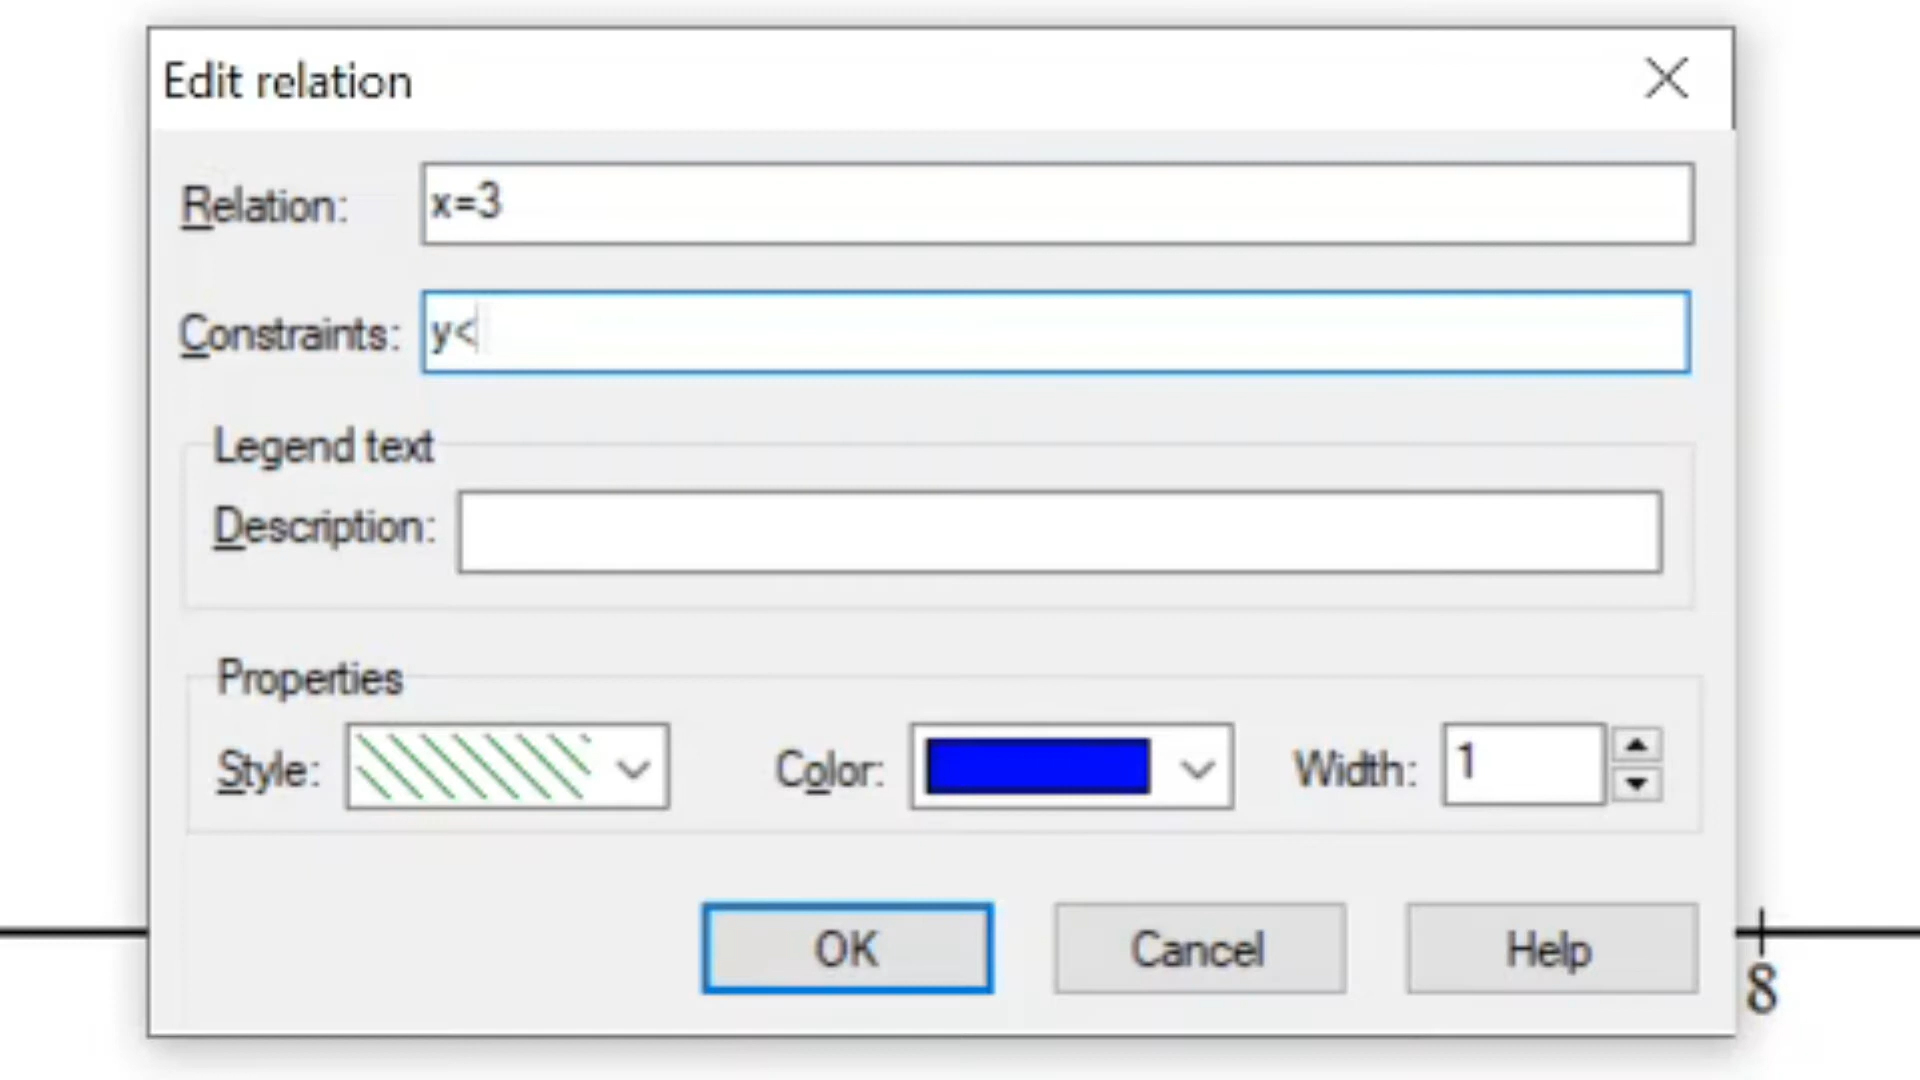 Edit relation
Relation: x=3
Constraints: y<
Legend text
Description:
Properties
Style: Color: Width: 1
OK Cancel Help
8